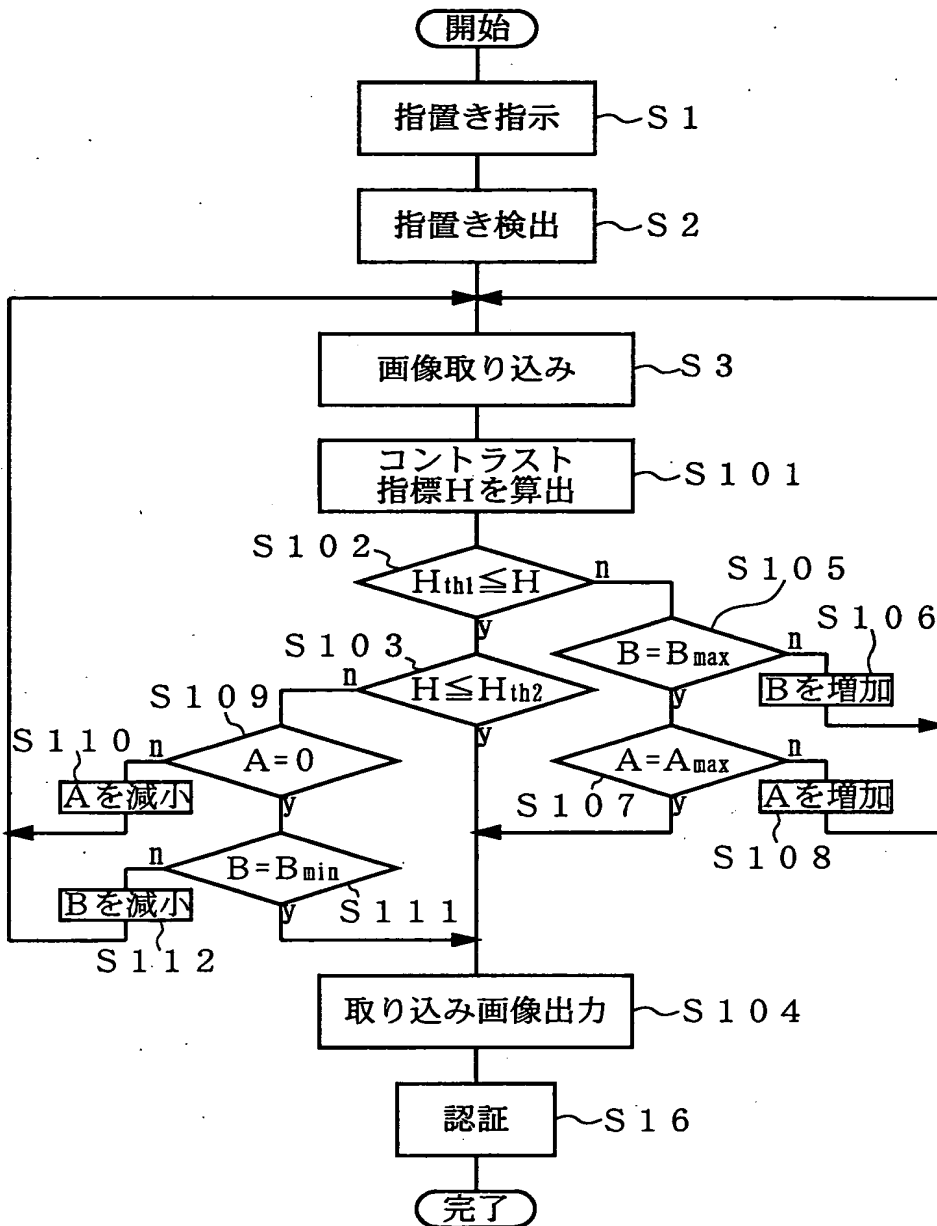 開始
指置き指示
S1
指置き検出
S2
画像取り込み
S3
コントラスト
指標Hを算出
S101
S102
Hth1≦H
n
y
S105
B=Bmax
n
y
S106
Bを増加
S103
H≦Hth2
n
y
S109
A=0
n
y
S110
Aを減小
A=Amax
n
y
S107
Aを増加
S108
B=Bmin
n
y
S111
Bを減小
S112
取り込み画像出力
S104
認証
S16
完了